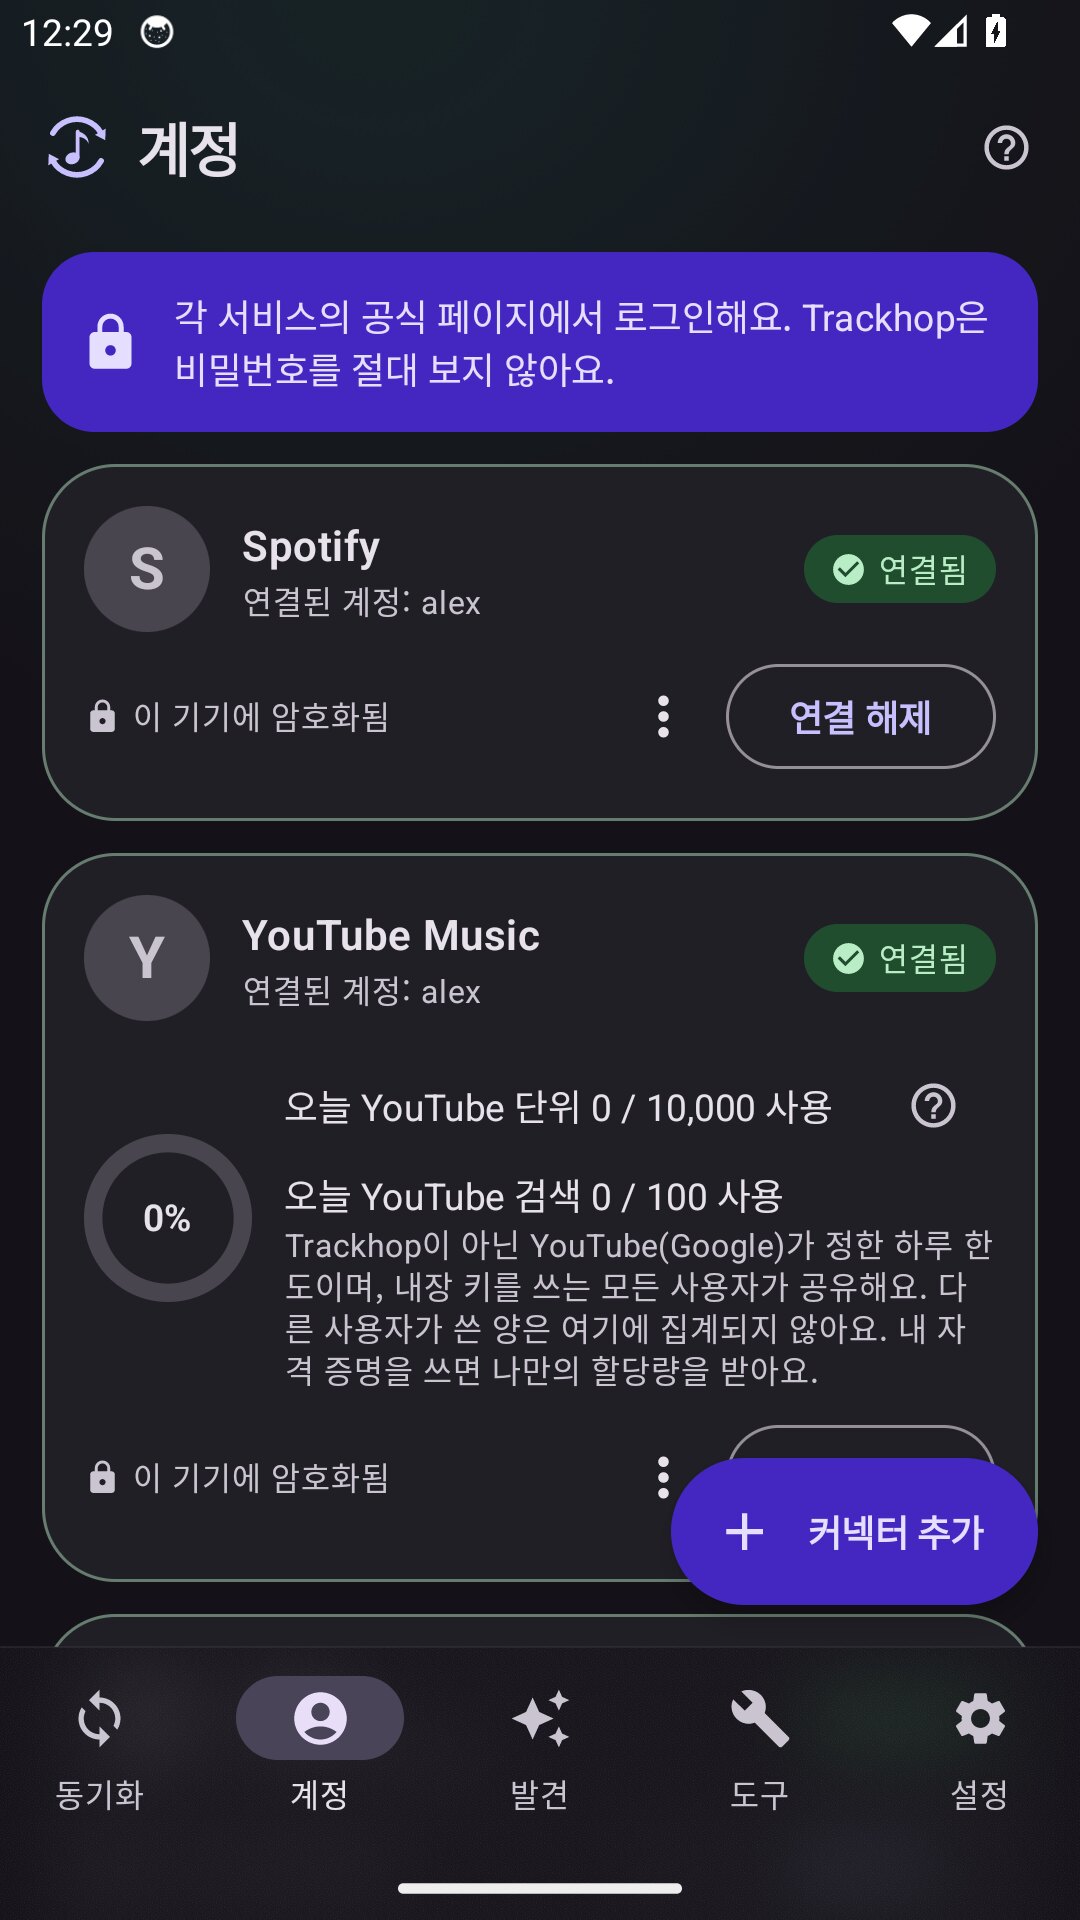 12:29
계정
각 서비스의 공식 페이지에서 로그인해요. Trackhop은
비밀번호를 절대 보지 않아요.
S
Spotify
연결된 계정: alex
연결됨
이 기기에 암호화됨
연결 해제
Y
YouTube Music
연결된 계정: alex
연결됨
오늘 YouTube 단위 0 / 10,000 사용
0%
오늘 YouTube 검색 0 / 100 사용
Trackhop이 아닌 YouTube(Google)가 정한 하루 한
도이며, 내장 키를 쓰는 모든 사용자가 공유해요. 다
른 사용자가 쓴 양은 여기에 집계되지 않아요. 내 자
격 증명을 쓰면 나만의 할당량을 받아요.
이 기기에 암호화됨
커넥터 추가
동기화
계정
발견
도구
설정